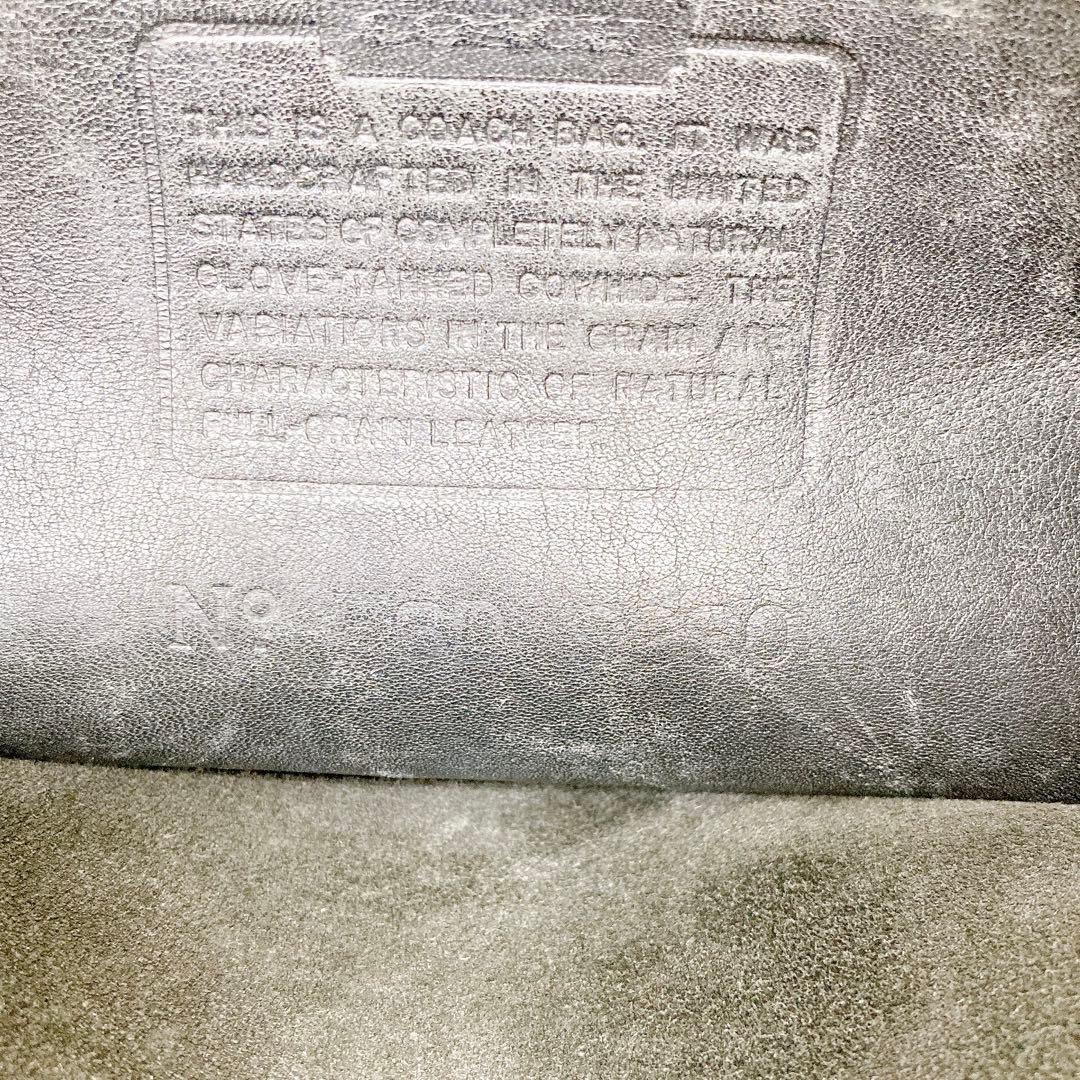 THIS IS A COACH BAG. IT WAS
HANDCRAFTED IN THE UNITED
STATES OF COMPLETELY NATURAL
GLOVE-TANNED COWHIDE. THE
VARIATIONS IN THE GRAIN ARE
CHARACTERISTIC OF NATURAL
FULL GRAIN LEATHER.
Nº